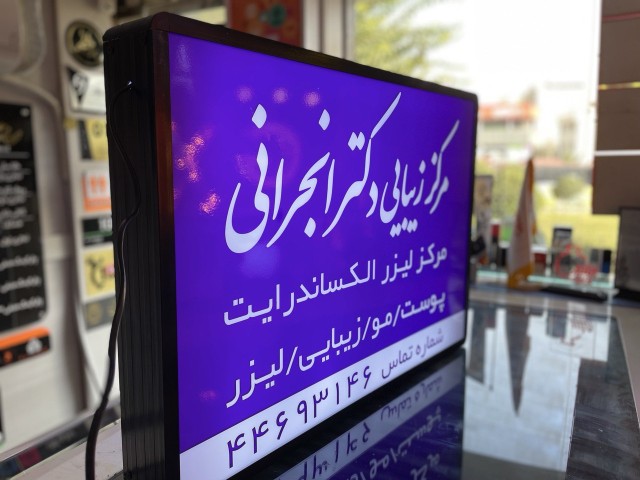 مرکز زیبایی دکتر انجرانی
مرکز لیزر الکساندرایت
پوست/مو/زیبایی/لیزر
شماره تماس ۴۴۶۹۳۱۴۶